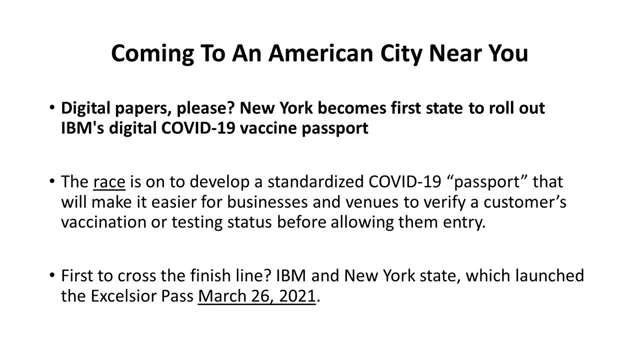 Coming To An American City Near You
• Digital papers, please? New York becomes first state to roll out
IBM's digital COVID-19 vaccine passport
• The race is on to develop a standardized COVID-19 “passport” that
will make it easier for businesses and venues to verify a customer’s
vaccination or testing status before allowing them entry.
• First to cross the finish line? IBM and New York state, which launched
the Excelsior Pass March 26, 2021.